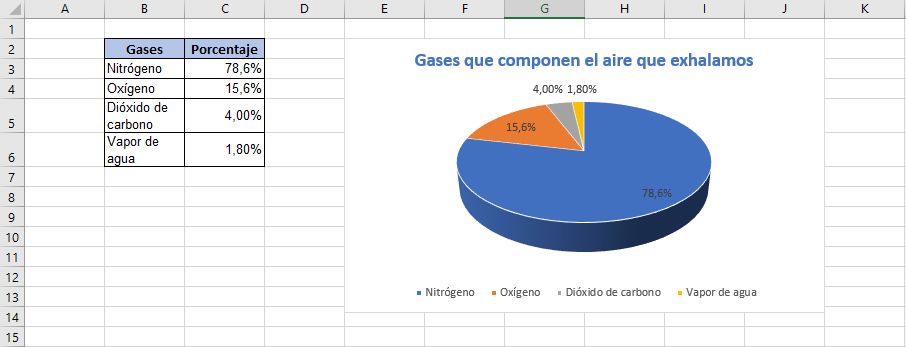 A B C D E F G H I J K
1
2 Gases Porcentaje
3 Nitrógeno 78,6%
4 Oxígeno 15,6%
5 Dióxido de carbono 4,00%
6 Vapor de agua 1,80%
7
8
9
10
11
12
13
14
15
Gases que componen el aire que exhalamos
4,00% 1,80%
15,6%
78,6%
Nitrógeno Oxígeno Dióxido de carbono Vapor de agua